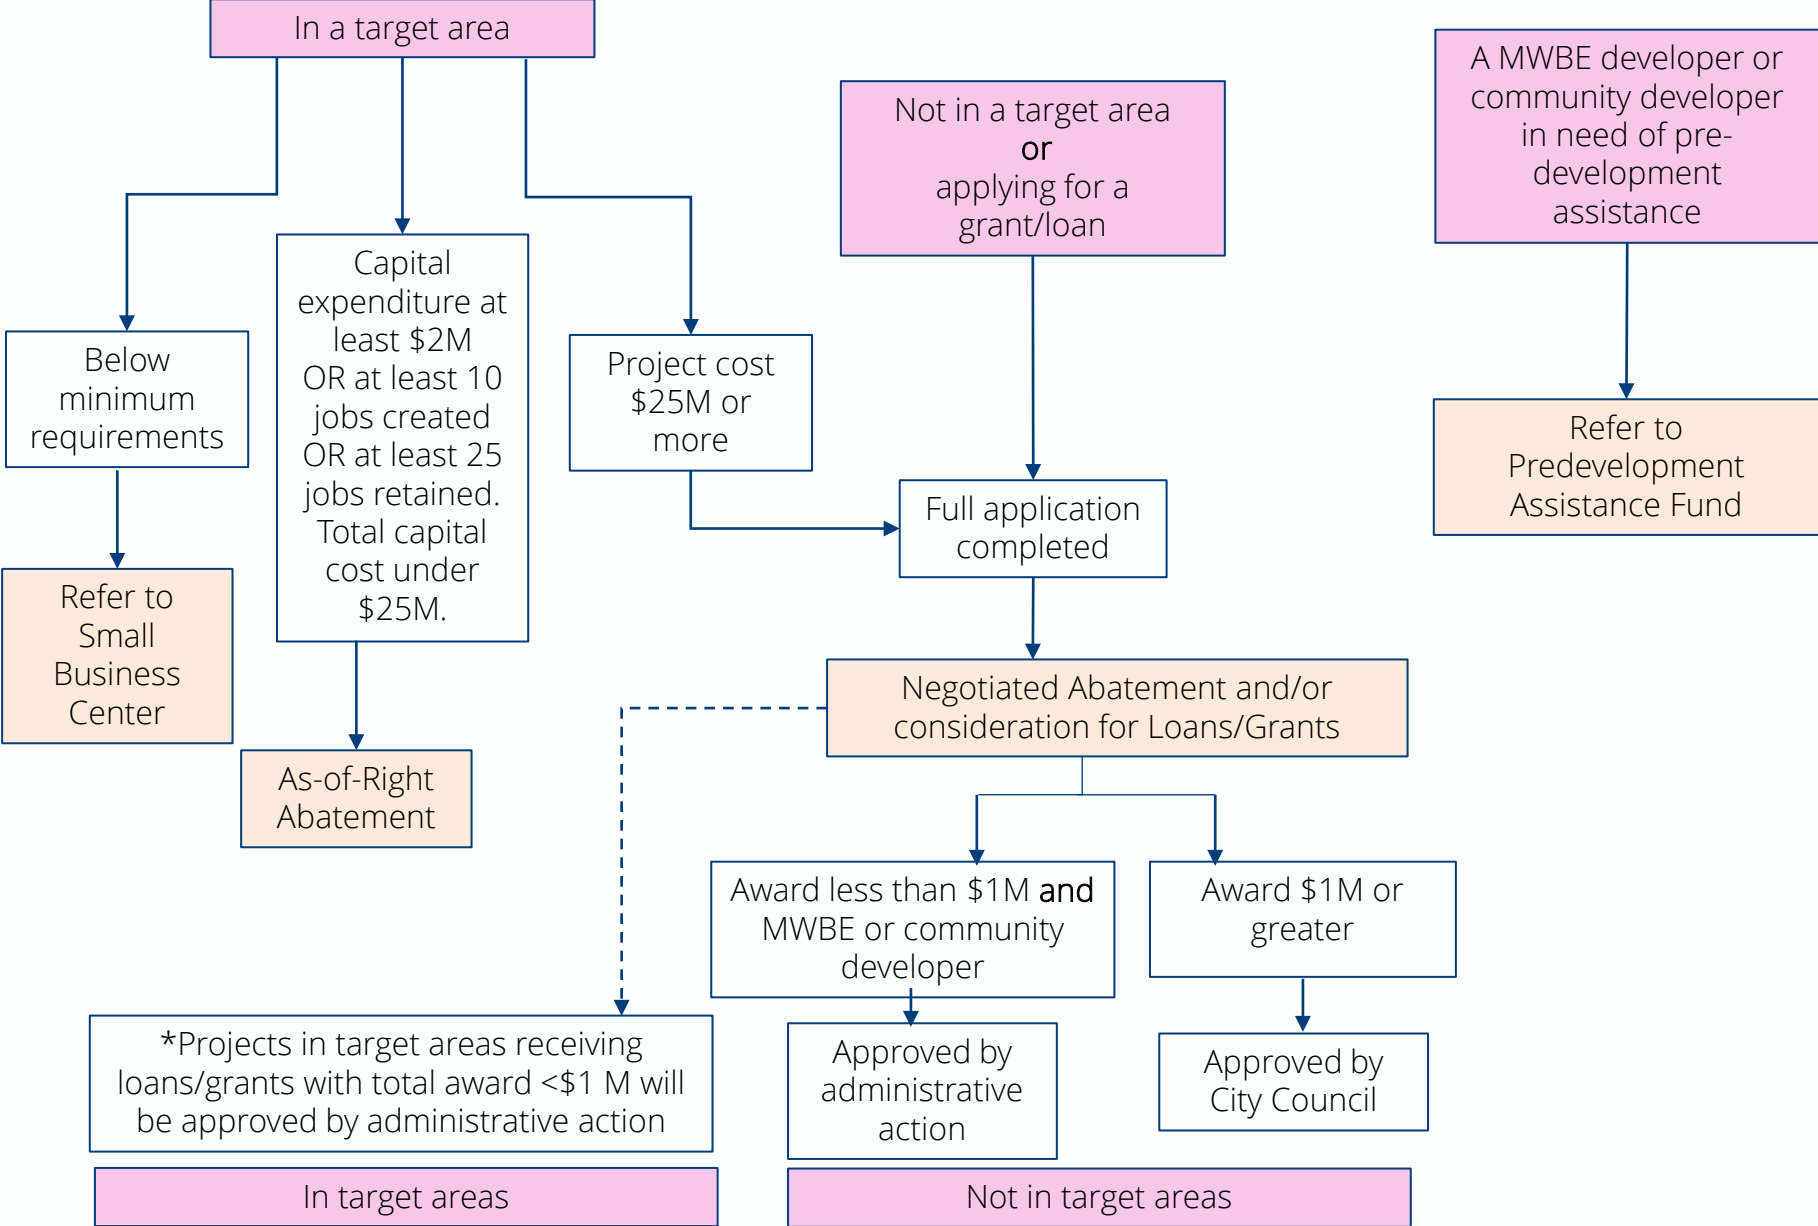 In a target area
Not in a target area
or
applying for a
grant/loan
A MWBE developer or
community developer
in need of pre-
development
assistance
Below
minimum
requirements
Capital
expenditure at
least $2M
OR at least 10
jobs created
OR at least 25
jobs retained.
Total capital
cost under
$25M.
Project cost
$25M or
more
Full application
completed
Refer to
Predevelopment
Assistance Fund
Refer to
Small
Business
Center
As-of-Right
Abatement
Negotiated Abatement and/or
consideration for Loans/Grants
Award less than $1M and
MWBE or community
developer
Award $1M or
greater
*Projects in target areas receiving
loans/grants with total award <$1 M will
be approved by administrative action
Approved by
administrative
action
Approved by
City Council
In target areas
Not in target areas